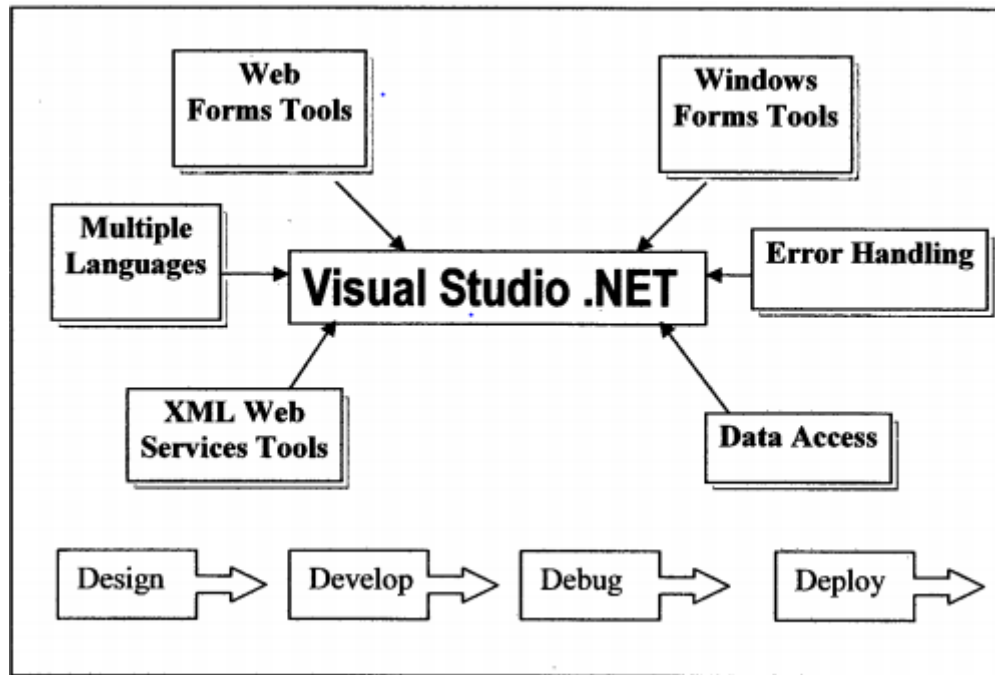 Web
Forms Tools
Windows
Forms Tools
Multiple
Languages
Visual Studio .NET
Error Handling
XML Web
Services Tools
Data Access
Design
Develop
Debug
Deploy